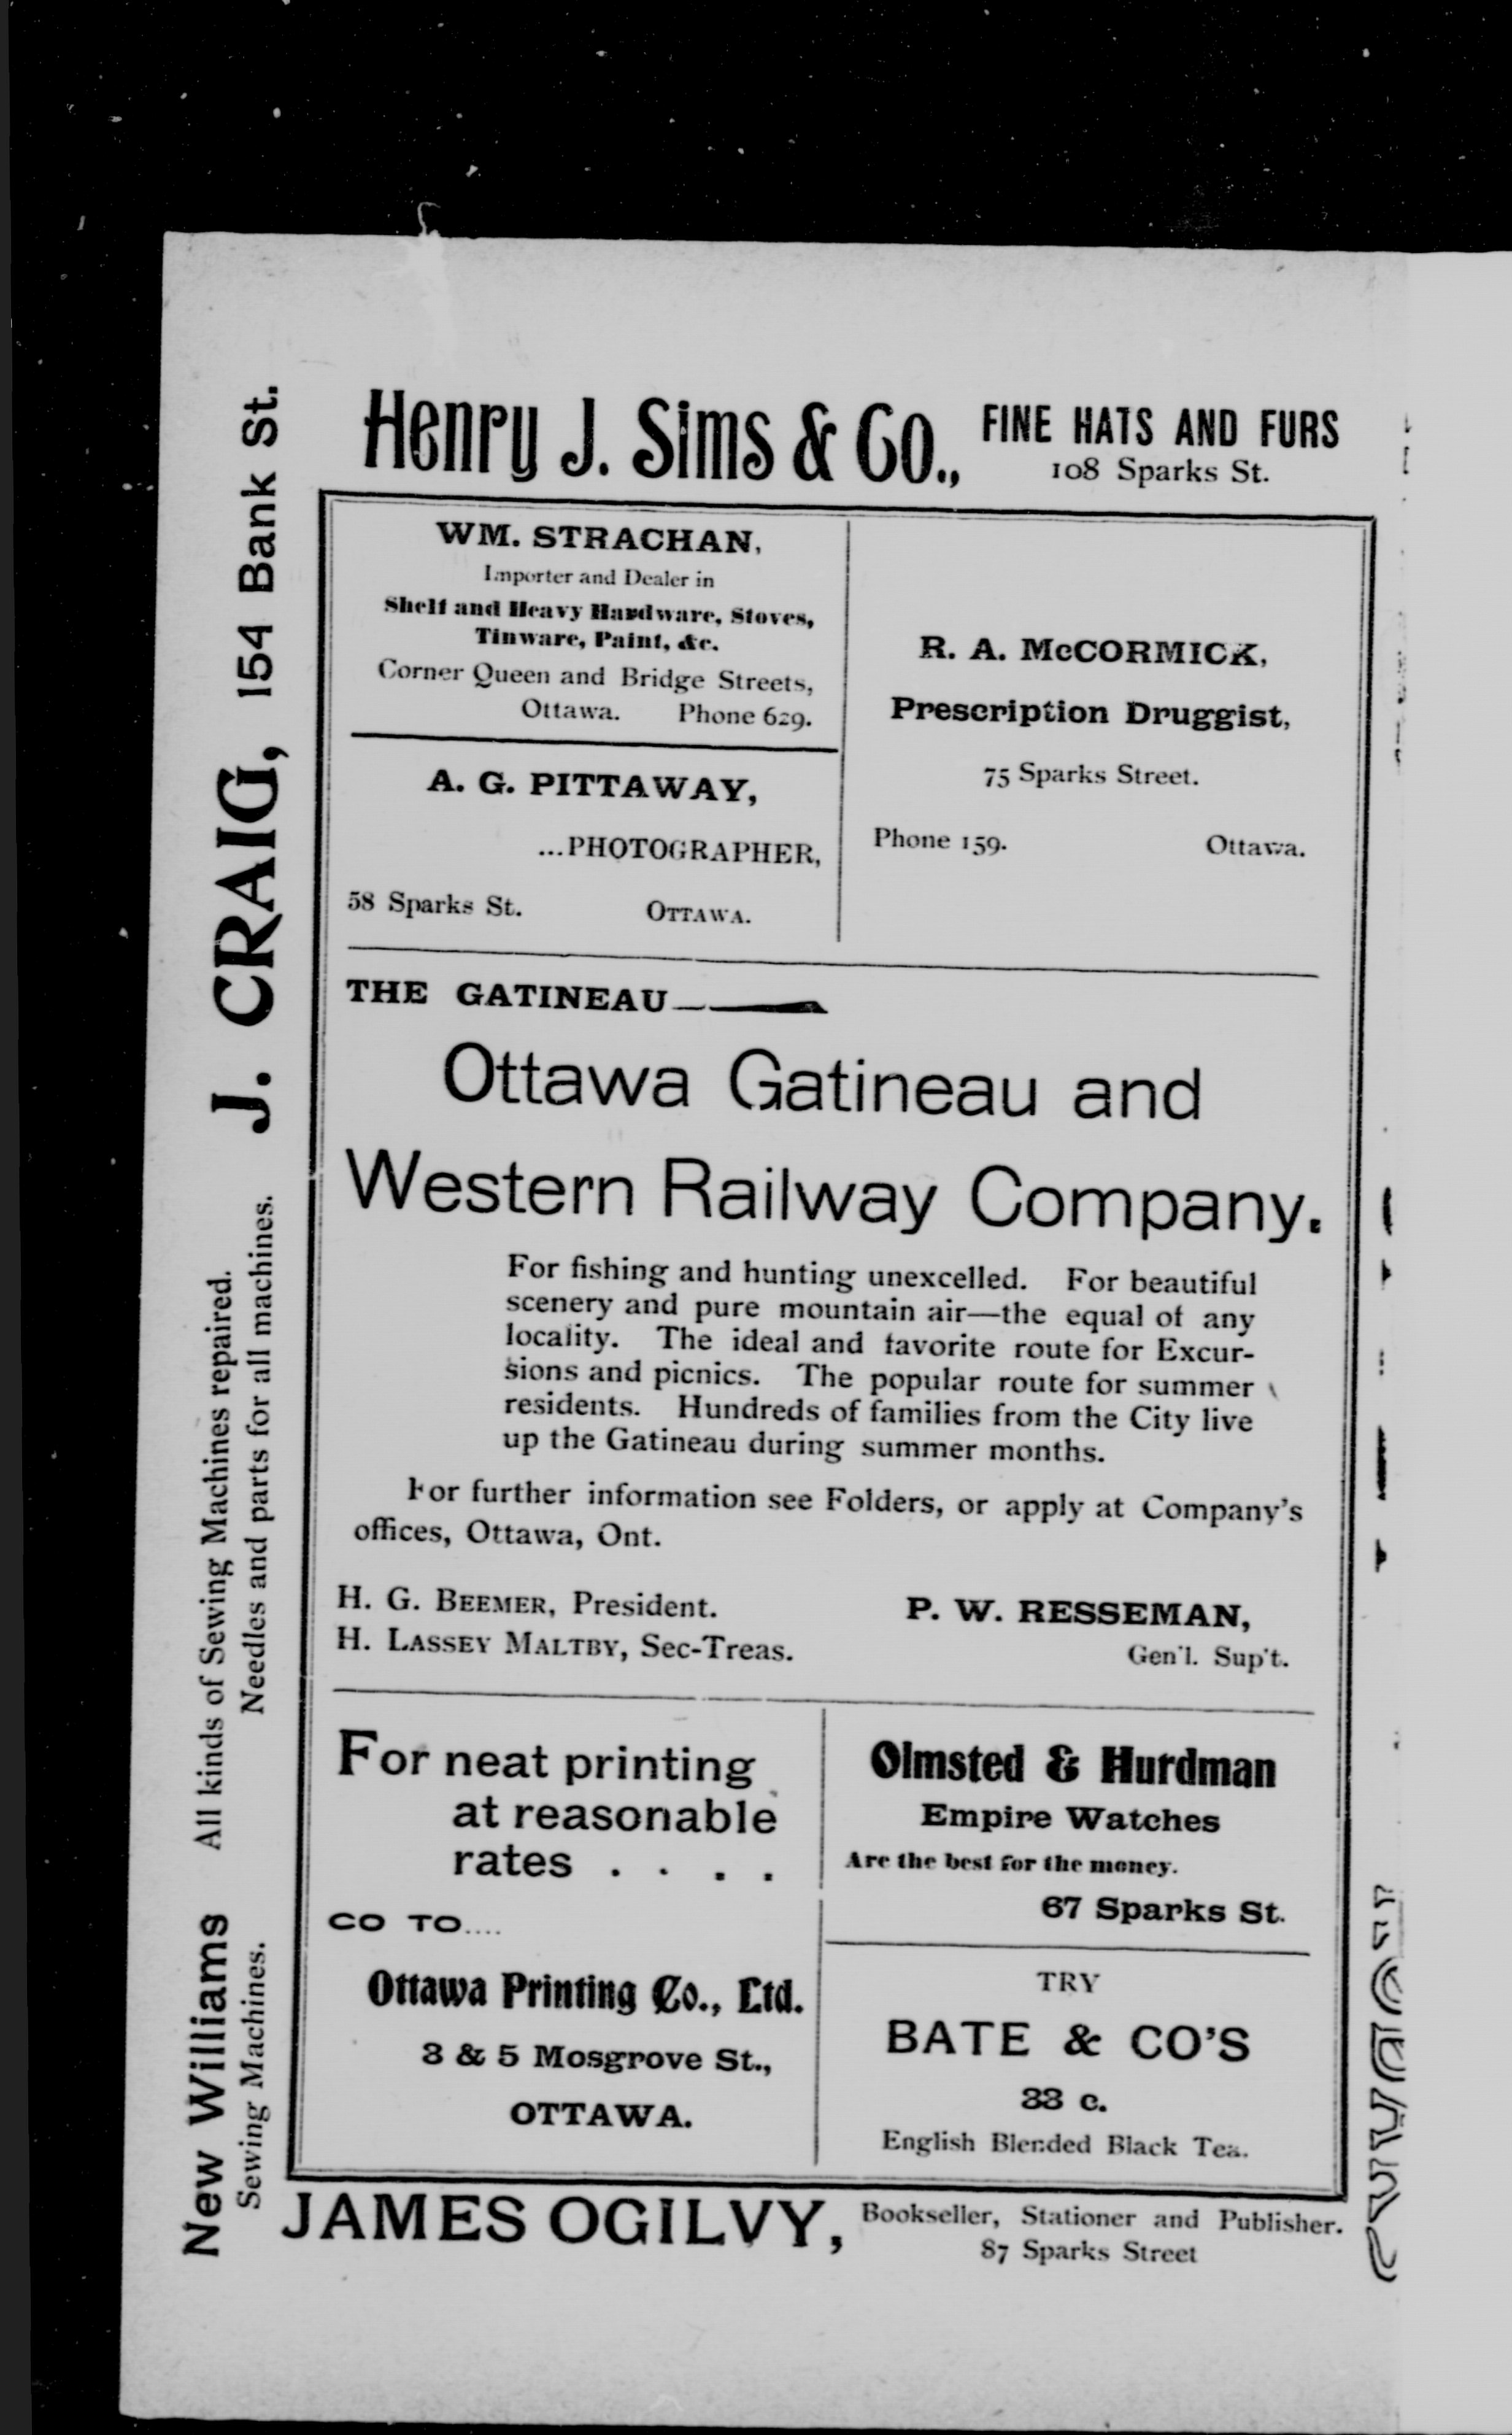 Henry J. Sims & Co., FINE HATS AND FURS
108 Sparks St.
WM. STRACHAN,
Importer and Dealer in
Shelf and Heavy Hardware, Stoves,
Tinware, Paint, &c.
Corner Queen and Bridge Streets,
Ottawa. Phone 629.
A. G. PITTAWAY,
...PHOTOGRAPHER,
58 Sparks St. OTTAWA.
R. A. McCORMICK,
Prescription Druggist,
75 Sparks Street.
Phone 159. Ottawa.
THE GATINEAU
Ottawa Gatineau and
Western Railway Company.
For fishing and hunting unexcelled. For beautiful
scenery and pure mountain air—the equal of any
locality. The ideal and favorite route for Excur-
sions and picnics. The popular route for summer
residents. Hundreds of families from the City live
up the Gatineau during summer months.
For further information see Folders, or apply at Company's
offices, Ottawa, Ont.
H. G. BEEMER, President.
H. LASSEY MALTBY, Sec-Treas.
P. W. RESSEMAN,
Gen'l. Sup't.
For neat printing
at reasonable
rates . . . .
GO TO....
Ottawa Printing Co., Ltd.
3 & 5 Mosgrove St.,
OTTAWA.
Olmsted & Hurdman
Empire Watches
Are the best for the money.
67 Sparks St.
TRY
BATE & CO'S
33 c.
English Blended Black Tea.
JAMES OGILVY, Bookseller, Stationer and Publisher.
87 Sparks Street
New Williams
Sewing Machines.
All kinds of Sewing Machines repaired.
Needles and parts for all machines.
J. CRAIG, 154 Bank St.